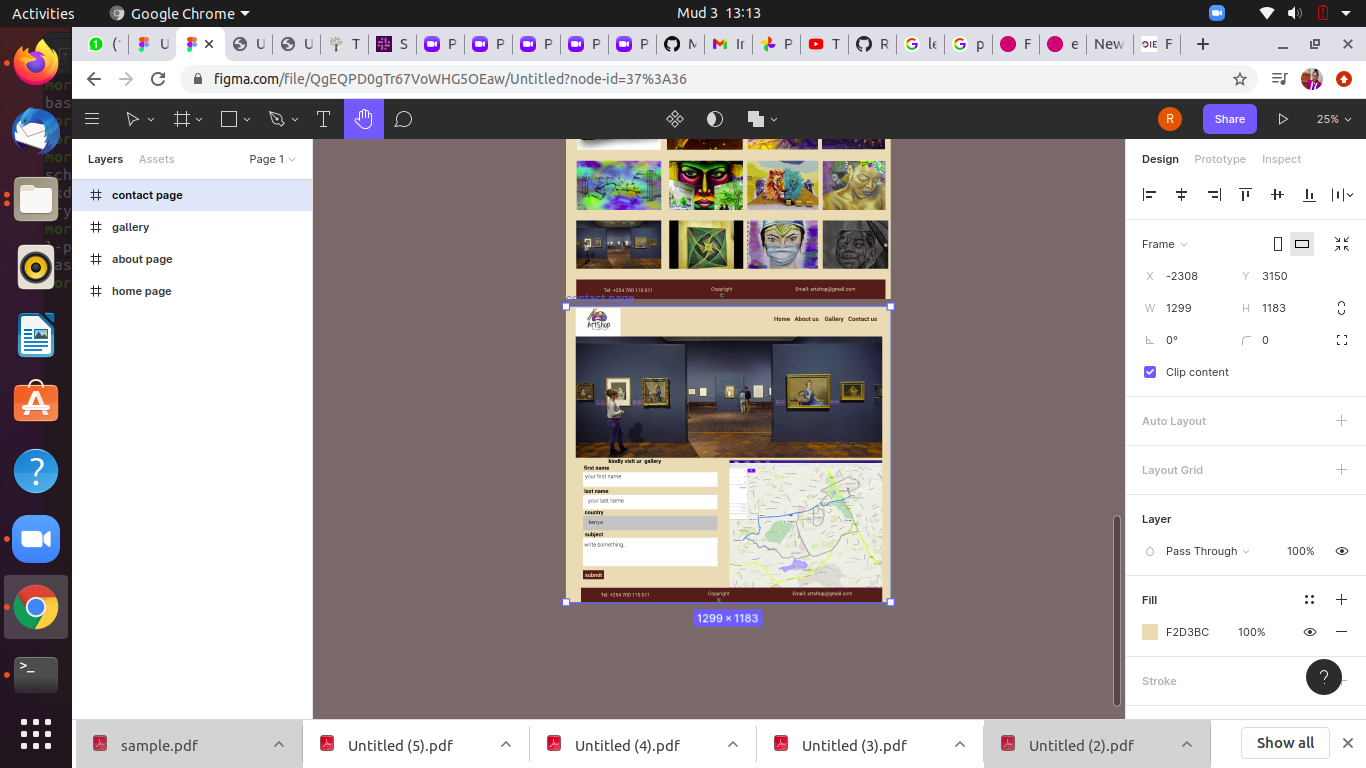 Activities
Google Chrome
Mud 3 13:13
1
(
U
U
U
T
S
P
P
P
P
P
M
Ir
P
T
le
p
F
e
New
F
figma.com/file/QgEQPD0gTr67VoWHG5OEaw/Untitled?node-id=37%3A36
R
Share
25%
Layers
Assets
Page 1
contact page
gallery
about page
home page
Tel: +254 700 110 011
Copyright
Email: artshop@gmail.com
contact page
ArtShop
Home About us Gallery Contact us
kindly visit ur gallery
first name
your first name
last name
your last name
country
kenya
subject
write something...
submit
Tel: +254 700 110 011
Copyright
Email: artshop@gmail.com
1299 × 1183
Design
Prototype
Inspect
Frame
X -2308 Y 3150
W 1299 H 1183
0° 0
Clip content
Auto Layout
Layout Grid
Layer
Pass Through 100%
Fill
F2D3BC 100%
Stroke
?
sample.pdf
Untitled (5).pdf
Untitled (4).pdf
Untitled (3).pdf
Untitled (2).pdf
Show all